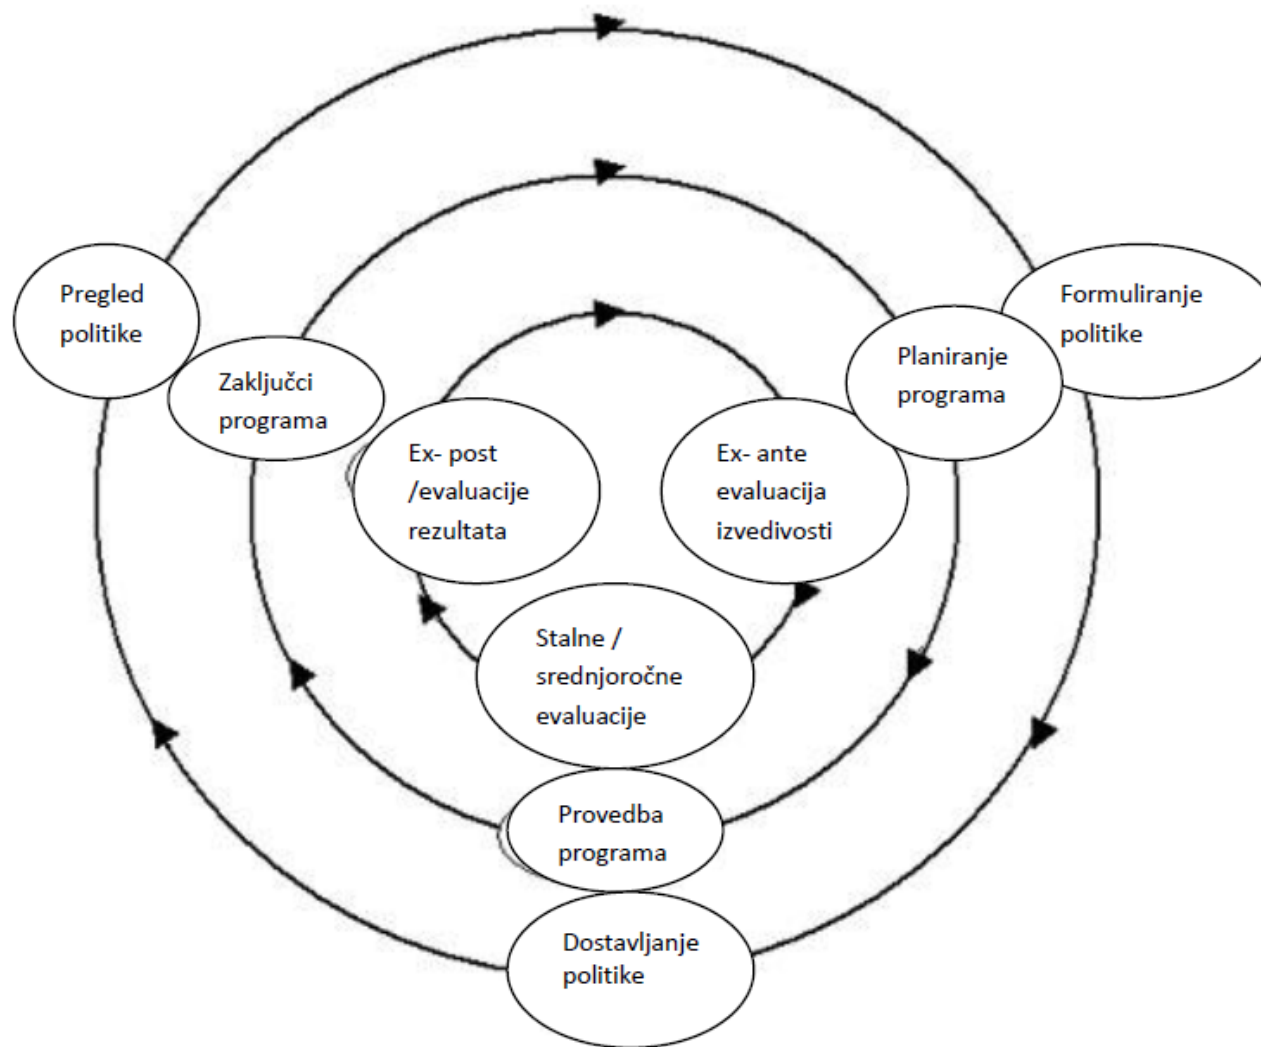 Pregled
politike
Formuliranje
politike
Zaključci
programa
Planiranje
programa
Ex- post
/evaluacije
rezultata
Ex- ante
evaluacija
izvedivosti
Stalne /
srednjoročne
evaluacije
Provedba
programa
Dostavljanje
politike